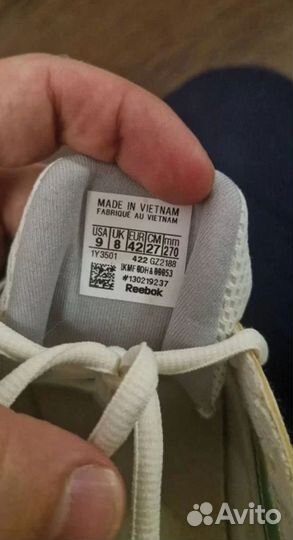 MADE IN VIETNAM
FABRIQUÉ AU VIETNAM
USA UK EUR CM mm
9 8 42 27 270
1Y3501 422 GZ2188
#130219237
Reebok
Avito